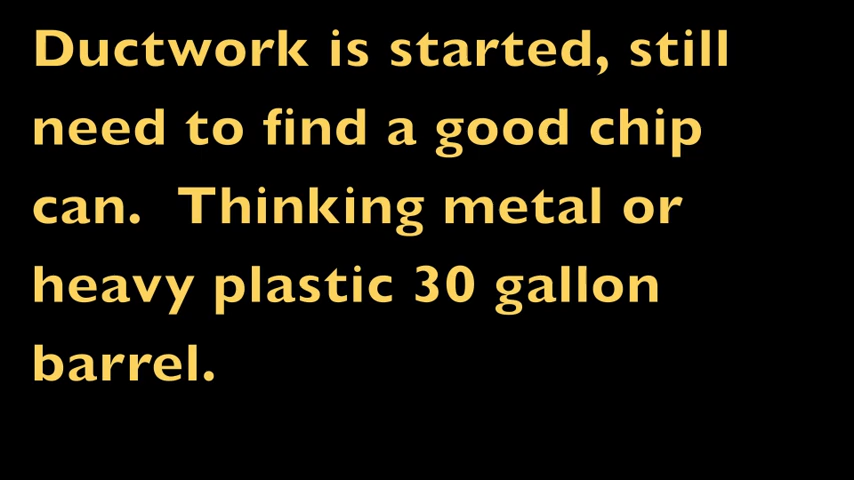 Ductwork is started, still
need to find a good chip
can.  Thinking metal or
heavy plastic 30 gallon
barrel.